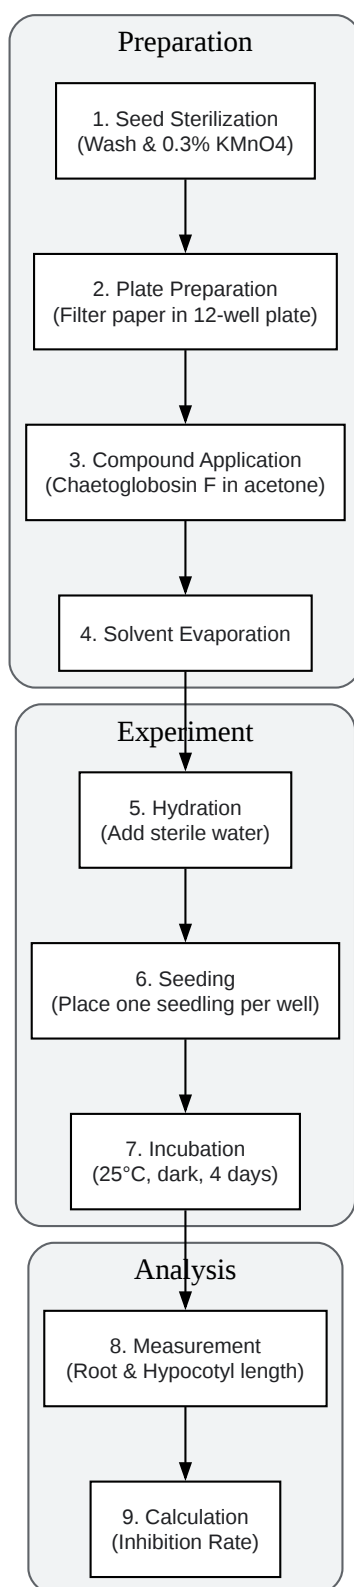 Preparation
1. Seed Sterilization
(Wash & 0.3% KMnO4)
2. Plate Preparation
(Filter paper in 12-well plate)
3. Compound Application
(Chaetoglobosin F in acetone)
4. Solvent Evaporation
Experiment
5. Hydration
(Add sterile water)
6. Seeding
(Place one seedling per well)
7. Incubation
(25°C, dark, 4 days)
Analysis
8. Measurement
(Root & Hypocotyl length)
9. Calculation
(Inhibition Rate)